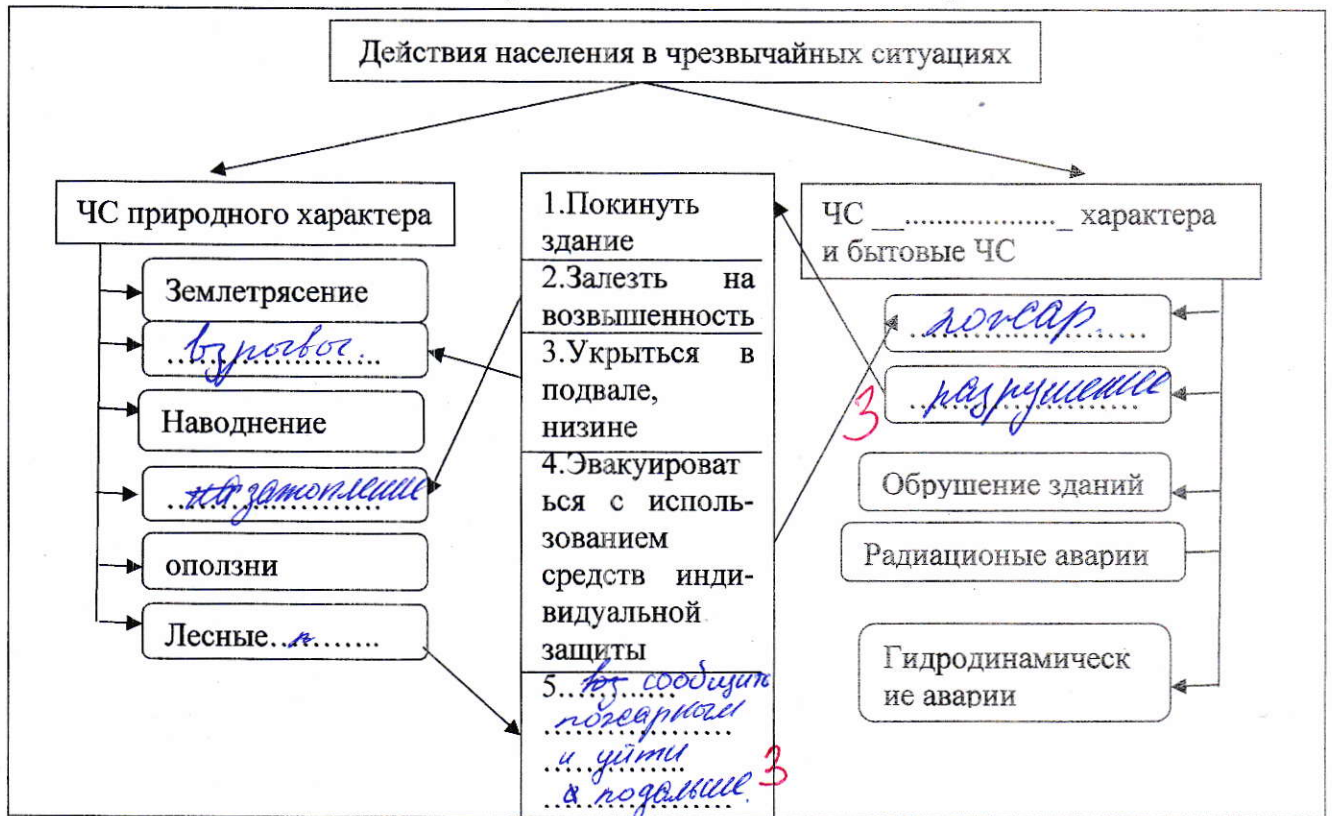 Действия населения в чрезвычайных ситуациях
ЧС природного характера
Землетрясение
взрывы.
Наводнение
затопление
оползни
Лесные..п.......
1.Покинуть
здание
2.Залезть на
возвышенность
3.Укрыться в
подвале,
низине
4.Эвакуироват
ься с исполь-
зованием
средств инди-
видуальной
защиты
5. сообщить
пожарным
и уйти
подальше.
3
ЧС __...................._ характера
и бытовые ЧС
пожар.
разрушение
3
Обрушение зданий
Радиационые аварии
Гидродинамическ
ие аварии